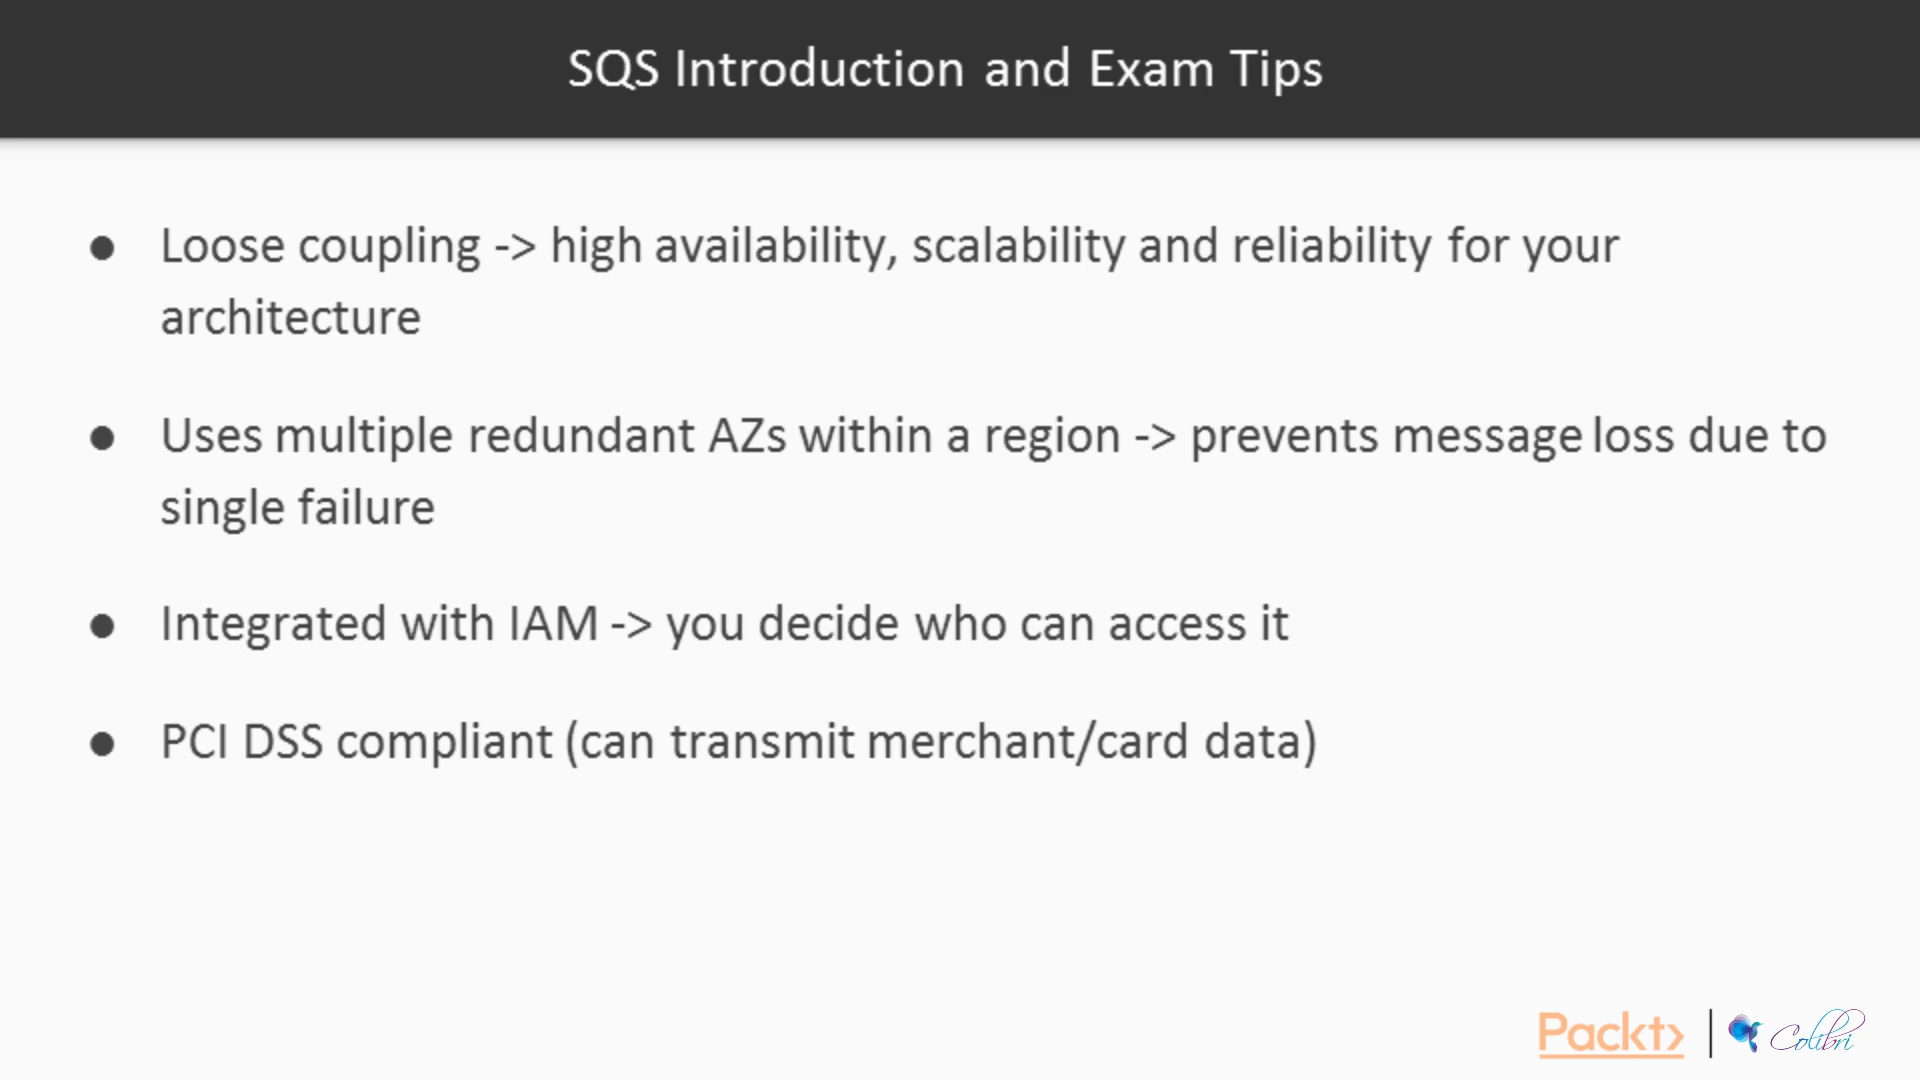 SQS Introduction and Exam Tips
● Loose coupling -> high availability, scalability and reliability for your
architecture
● Uses multiple redundant AZs within a region -> prevents message loss due to
single failure
● Integrated with IAM -> you decide who can access it
● PCI DSS compliant (can transmit merchant/card data)
Packt> | Colibri